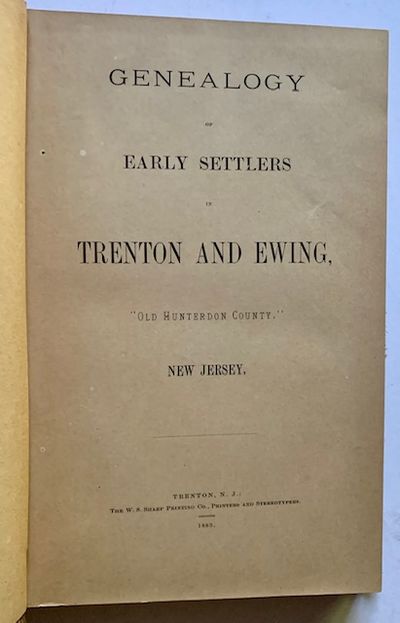 GENEALOGY
OF
EARLY SETTLERS
IN
TRENTON AND EWING,
"OLD HUNTERDON COUNTY."
NEW JERSEY.
TRENTON, N. J.:
THE W. S. SHARP PRINTING CO., PRINTERS AND STEREOTYPERS.
1883.